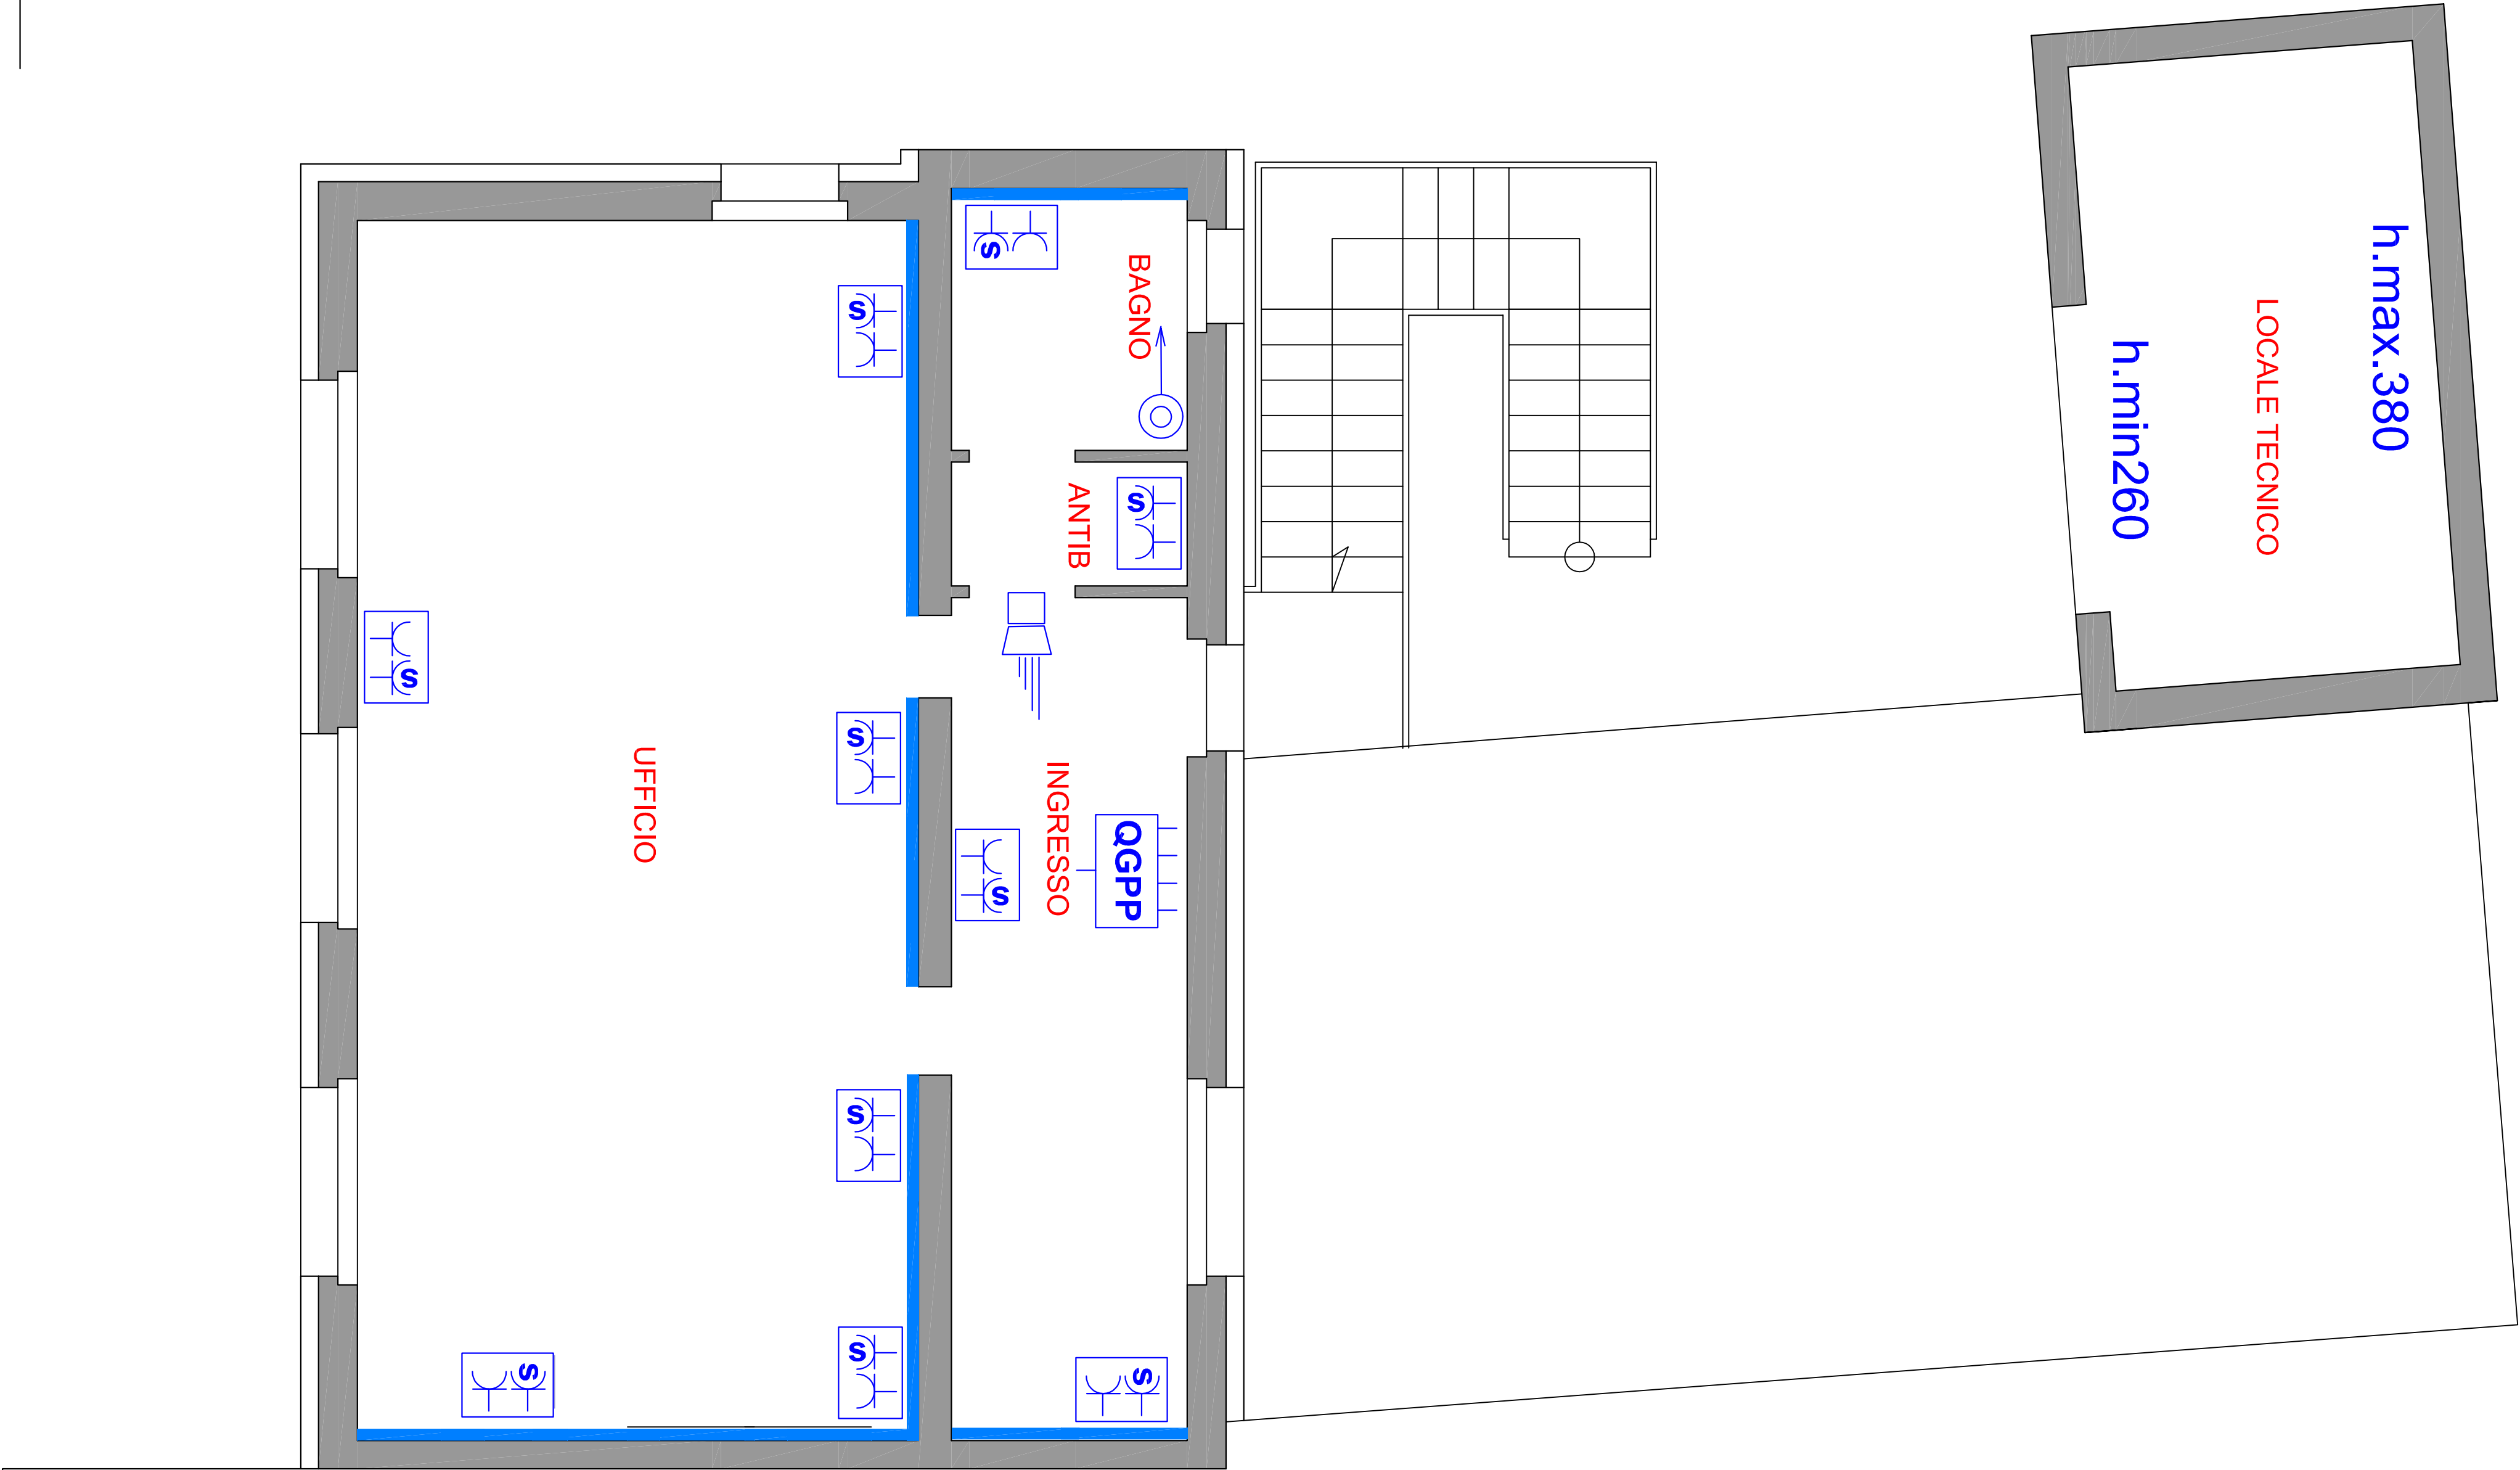 h.max.380
LOCALE TECNICO
h.min260
BAGNO
ANTIB
INGRESSO
QGPP
UFFICIO
S
S
S
S
S
S
S
S
S
S